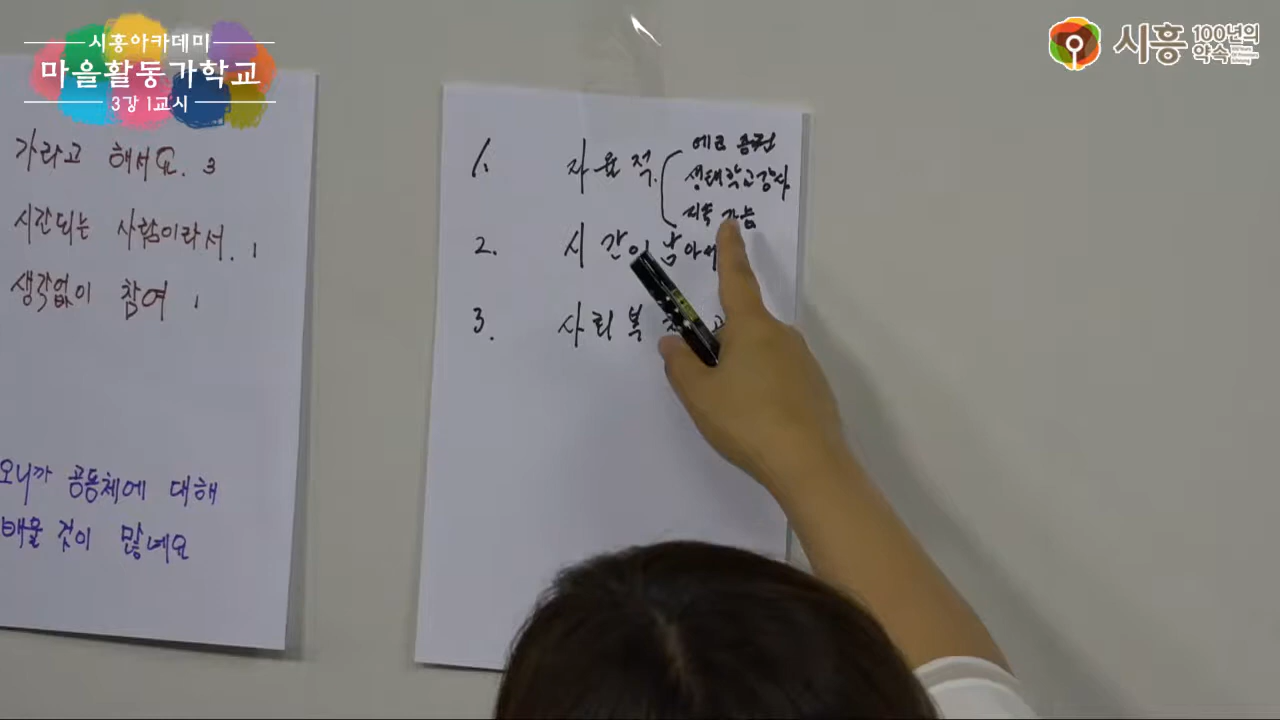 시흥아카데미
마을활동가학교
3강 1교시
시흥 100년의 약속
가라고 해서요. 3
시간되는 사람이라서. 1
생각없이 참여 1
오니까 공동체에 대해
배울 것이 많네요
1. 자율적.
에코
생태학교강사
지속 가능
2. 시간이 남아서
3. 사회복